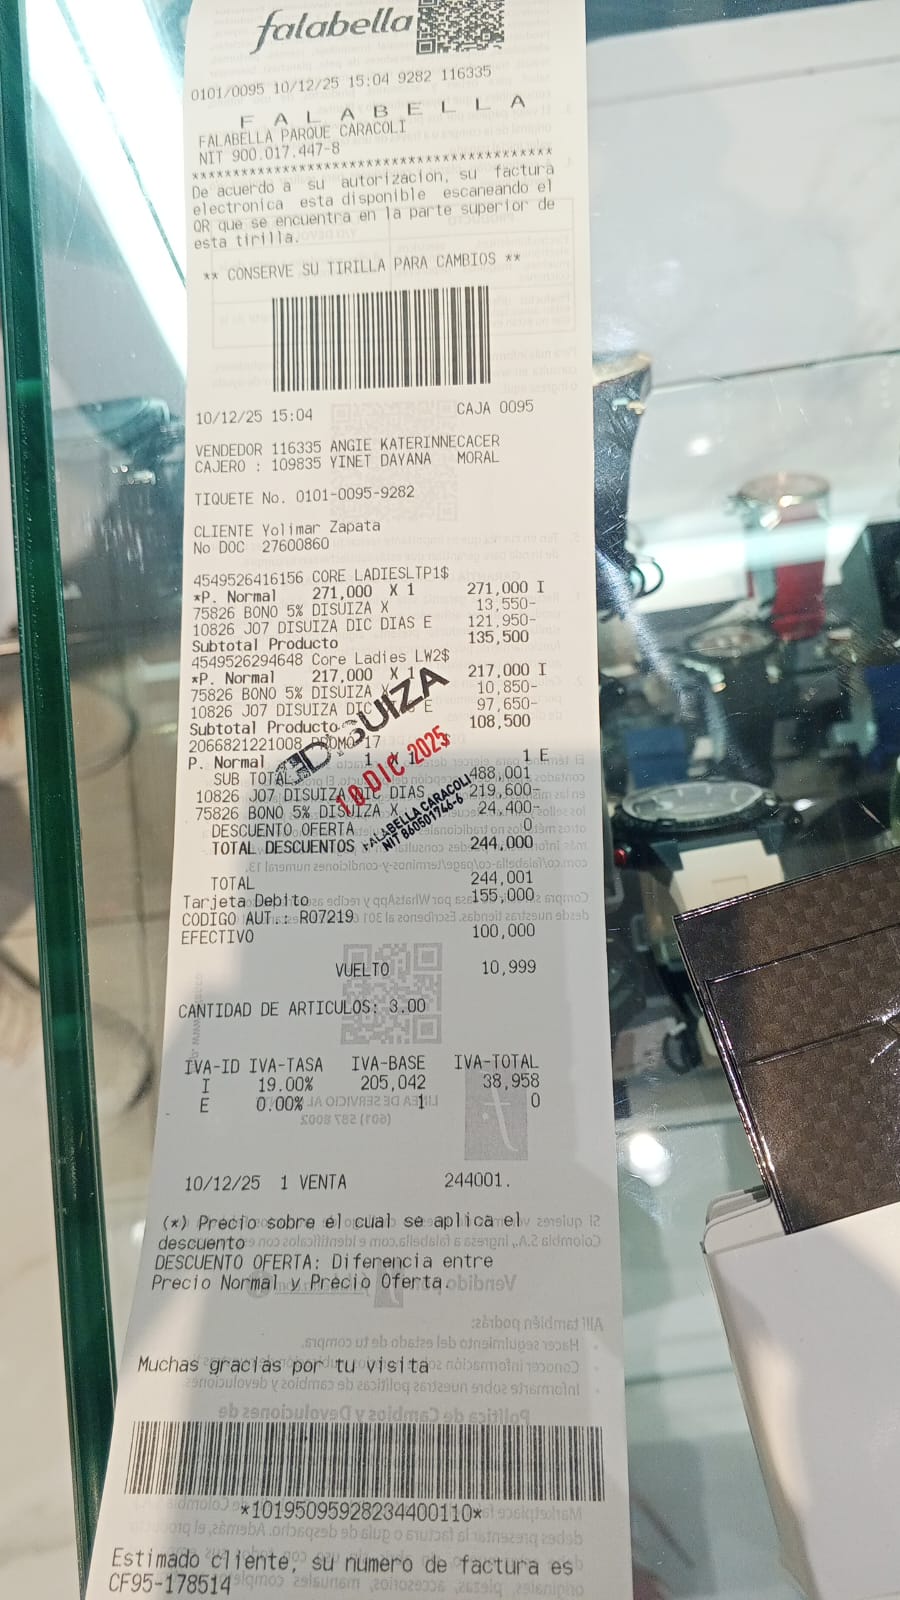 falabella
0101/0095 10/12/25 15:04 9282 116335
F A L A B E L L A
FALABELLA PARQUE CARACOLI
NIT 900.017.447-8
*******************************************
De acuerdo a su autorizacion, su factura
electronica esta disponible escaneando el
QR que se encuentra en la parte superior de
esta tirilla.
** CONSERVE SU TIRILLA PARA CAMBIOS **
10/12/25 15:04 CAJA 0095
VENDEDOR 116335 ANGIE KATERINNECACER
CAJERO : 109835 YINET DAYANA MORAL
TIQUETE No. 0101-0095-9282
CLIENTE Yolimar Zapata
No DOC 27600860
4549526416156 CORE LADIESLTP1$
*P. Normal 271,000 X 1 271,000 I
75826 BONO 5% DISUIZA X 13,550-
10826 J07 DISUIZA DIC DIAS E 121,950-
Subtotal Producto 135,500
4549526294648 Core Ladies LW2$
*P. Normal 217,000 X 1 217,000 I
75826 BONO 5% DISUIZA X 10,850-
10826 J07 DISUIZA DIC E 97,650-
Subtotal Producto 108,500
2066821221008 PROMO 17
P. Normal 1 X 1 1 E
SUB TOTAL 488,001
10826 J07 DISUIZA DIC DIAS 219,600-
75826 BONO 5% DISUIZA X 24,400-
DESCUENTO OFERTA 0
TOTAL DESCUENTOS 244,000
DISUIZA
10 DIC 2025
FALABELLA CARACOLI
NIT 860501746-6
TOTAL 244,001
Tarjeta Debito 155,000
CODIGO AUT.: R07219
EFECTIVO 100,000
VUELTO 10,999
CANTIDAD DE ARTICULOS: 3.00
IVA-ID IVA-TASA IVA-BASE IVA-TOTAL
I 19.00% 205,042 38,958
E 0.00% 1 0
10/12/25 1 VENTA 244001.
(*) Precio sobre el cual se aplica el
descuento
DESCUENTO OFERTA: Diferencia entre
Precio Normal y Precio Oferta.
Muchas gracias por tu visita
*10195095928234400110*
Estimado cliente, su numero de factura es
CF95-178514